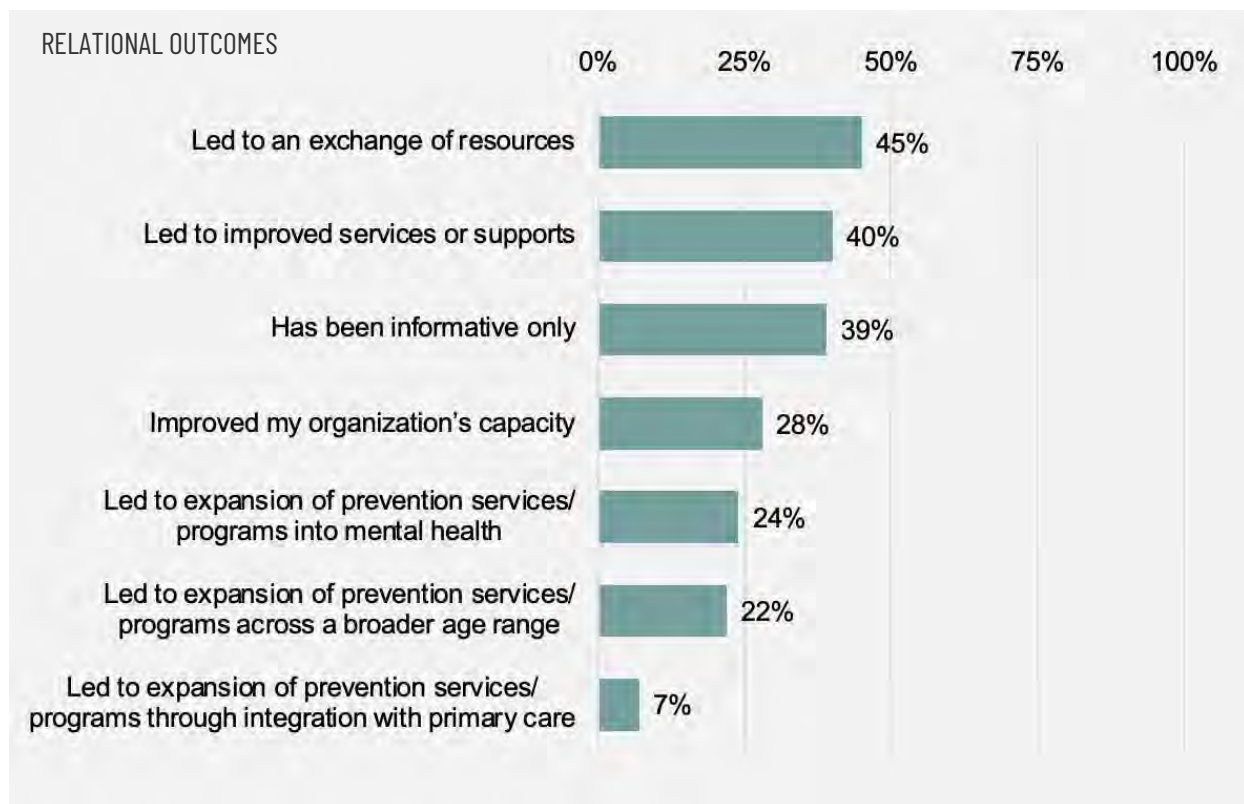 RELATIONAL OUTCOMES
0% 25% 50% 75% 100%
Led to an exchange of resources 45%
Led to improved services or supports 40%
Has been informative only 39%
Improved my organization’s capacity 28%
Led to expansion of prevention services/
programs into mental health 24%
Led to expansion of prevention services/
programs across a broader age range 22%
Led to expansion of prevention services/
programs through integration with primary care 7%